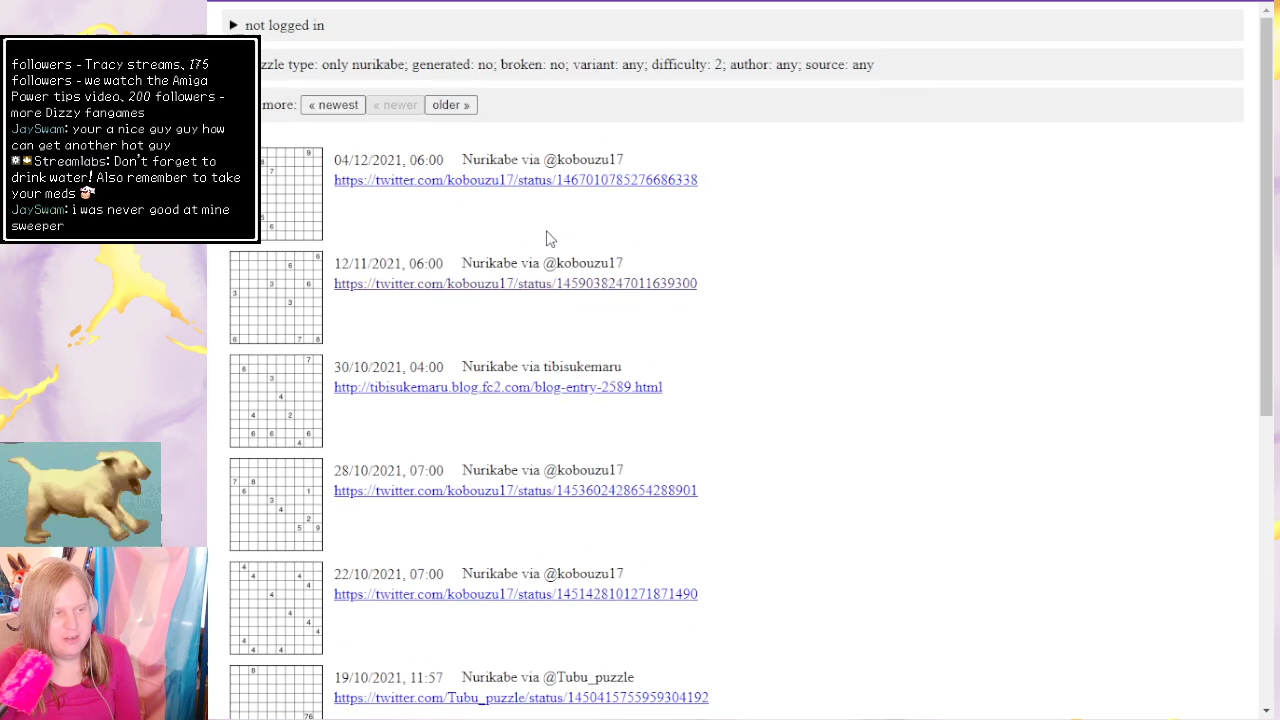 not logged in
zzle type: only nurikabe; generated: no; broken: no; variant: any; difficulty: 2; author: any; source: any
more: « newest « newer older »
followers - Tracy streams, 175
followers - we watch the Amiga
Power tips video, 200 followers -
more Dizzy fangames
JaySwam: your a nice guy guy how
can get another hot guy
Streamlabs: Don't forget to
drink water! Also remember to take
your meds
JaySwam: i was never good at mine
sweeper
04/12/2021, 06:00 Nurikabe via @kobouzu17
https://twitter.com/kobouzu17/status/1467010785276686338
12/11/2021, 06:00 Nurikabe via @kobouzu17
https://twitter.com/kobouzu17/status/1459038247011639300
30/10/2021, 04:00 Nurikabe via tibisukemaru
http://tibisukemaru.blog.fc2.com/blog-entry-2589.html
28/10/2021, 07:00 Nurikabe via @kobouzu17
https://twitter.com/kobouzu17/status/1453602428654288901
22/10/2021, 07:00 Nurikabe via @kobouzu17
https://twitter.com/kobouzu17/status/1451428101271871490
19/10/2021, 11:57 Nurikabe via @Tubu_puzzle
https://twitter.com/Tubu_puzzle/status/1450415755959304192